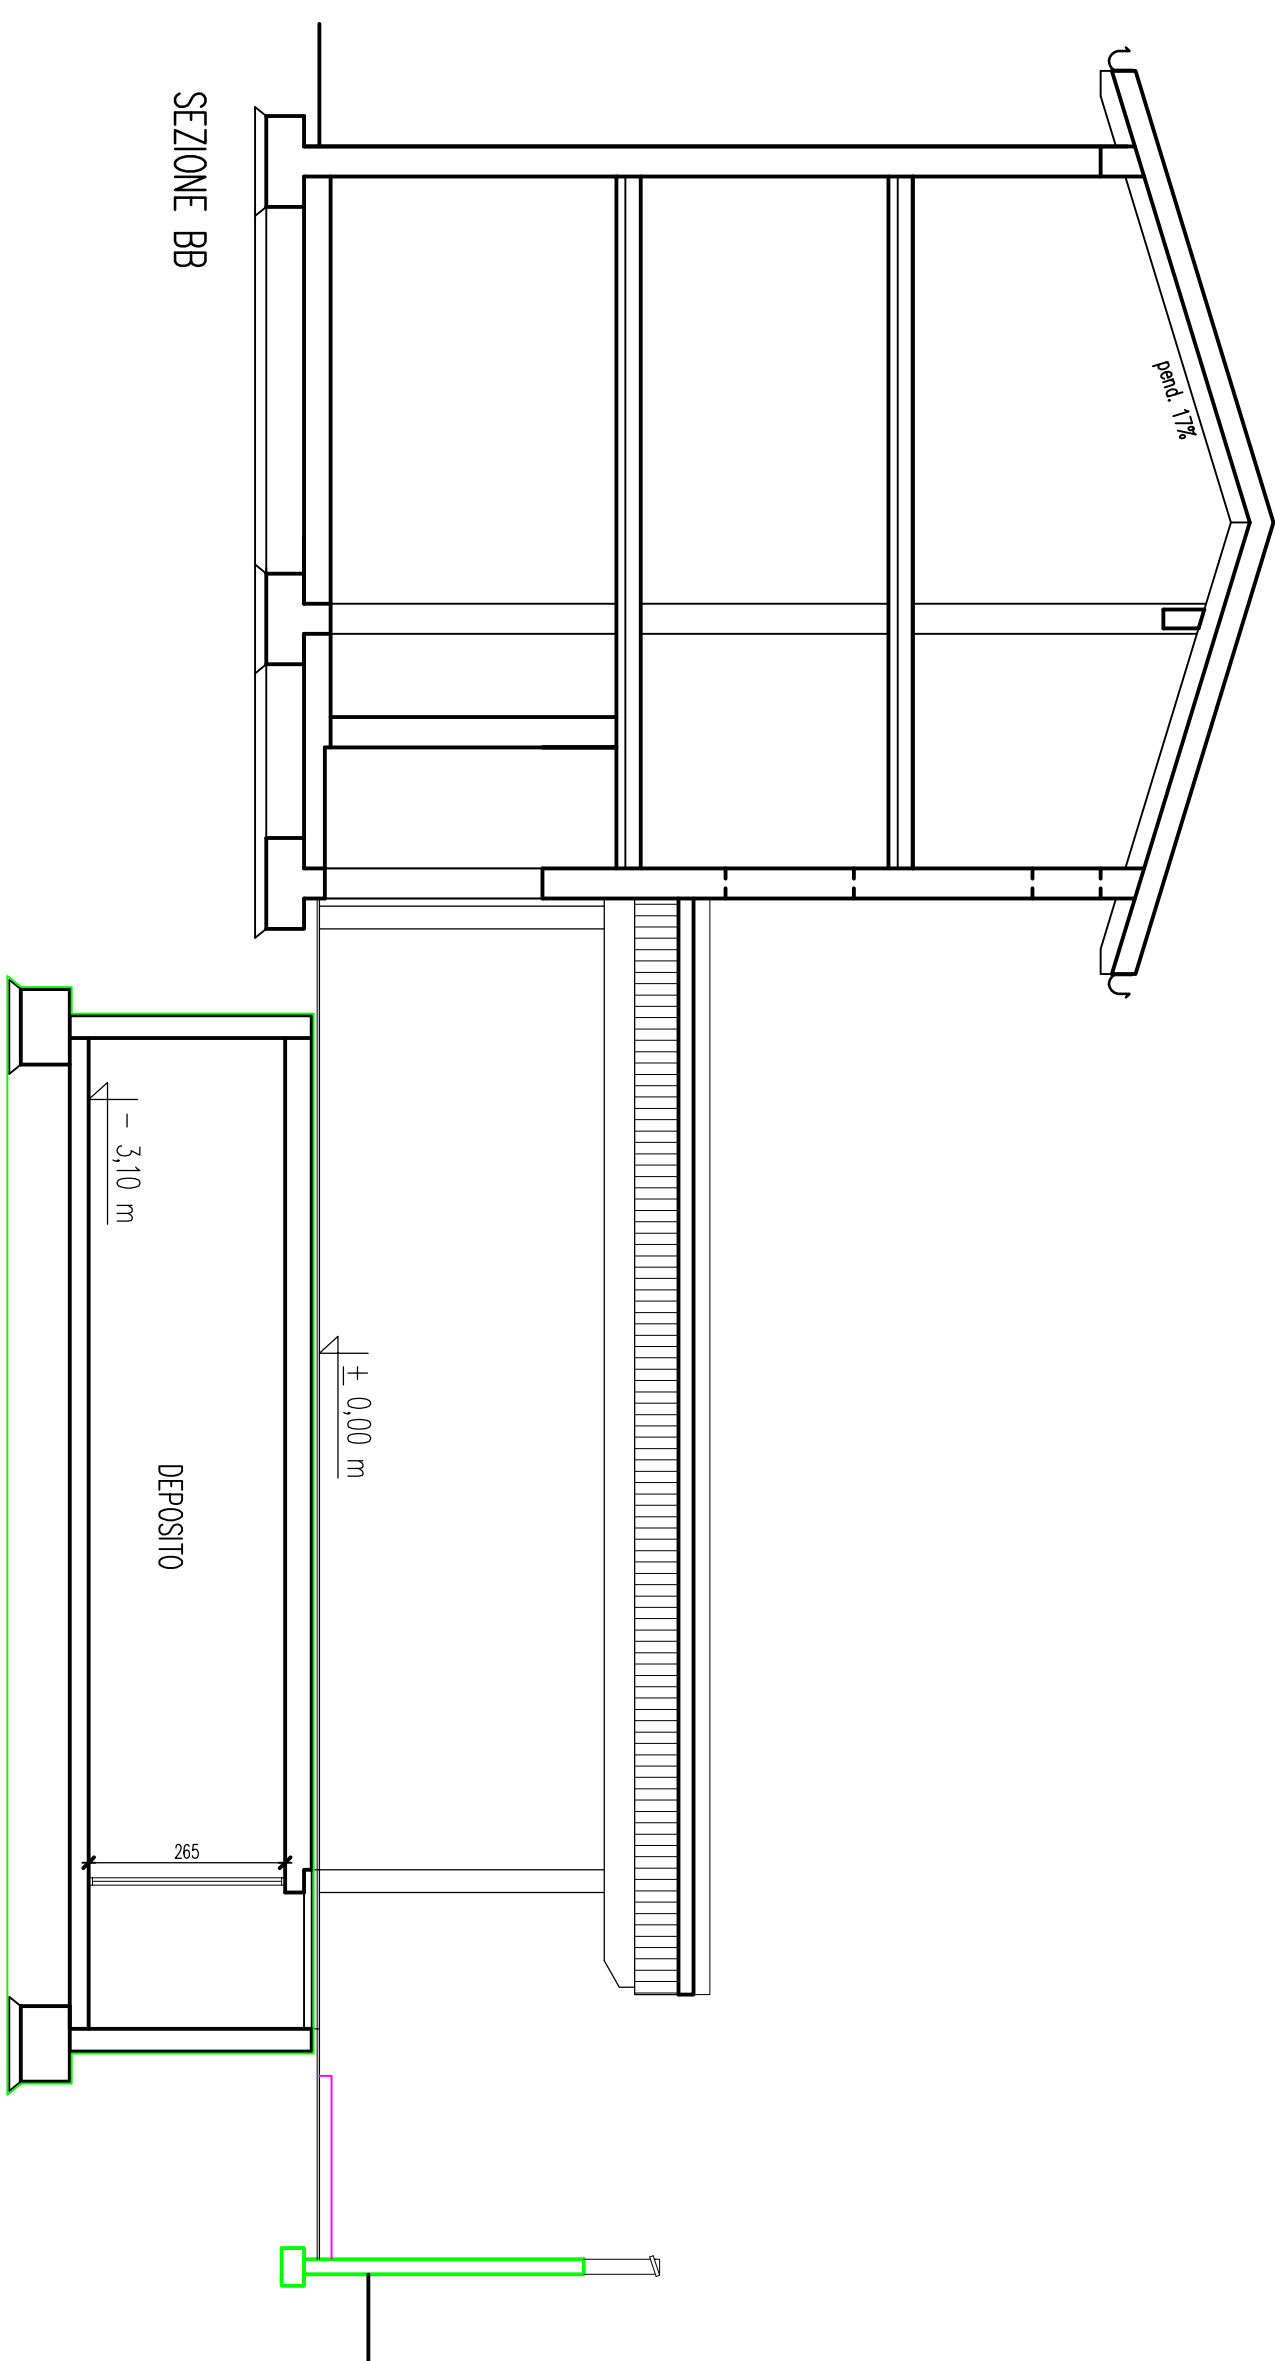 pend. 17%
± 0,00 m
- 3,10 m
DEPOSITO
265
SEZIONE BB